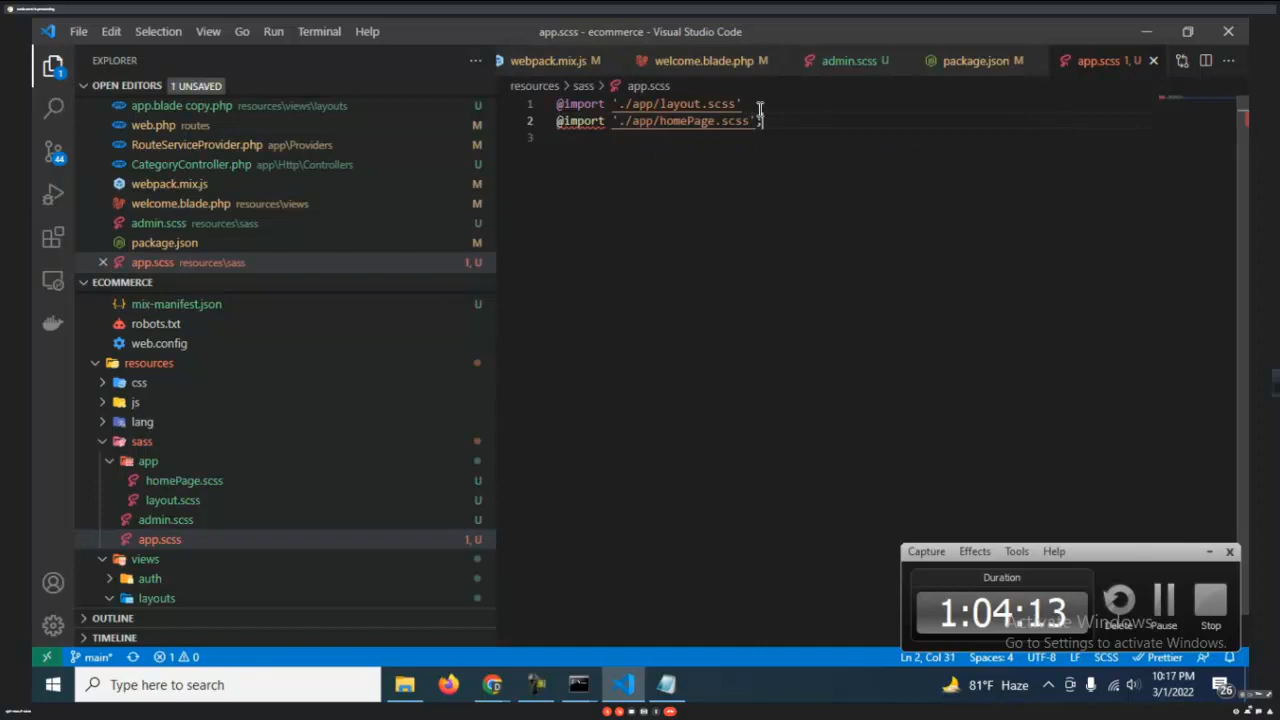 File Edit Selection View Go Run Terminal Help
app.scss - ecommerce - Visual Studio Code
EXPLORER
webpack.mix.js M
welcome.blade.php M
admin.scss U
package.json M
app.scss 1, U
OPEN EDITORS 1 UNSAVED
resources > sass > app.scss
app.blade copy.php resources\views\layouts U
web.php routes M
RouteServiceProvider.php app\Providers M
CategoryController.php app\Http\Controllers U
webpack.mix.js M
welcome.blade.php resources\views M
admin.scss resources\sass U
package.json M
app.scss resources\sass 1, U
1 @import './app/layout.scss'
2 @import './app/homePage.scss';
3
ECOMMERCE
mix-manifest.json U
robots.txt
web.config
resources
css
js
lang
sass
app
homePage.scss U
layout.scss U
admin.scss U
app.scss 1, U
views
auth
layouts
OUTLINE
TIMELINE
1
44
Capture Effects Tools Help
Duration
1:04:13
Delete Pause Stop
Activate Windows
Go to Settings to activate Windows.
main* 1 0
Ln 2, Col 31 Spaces: 4 UTF-8 LF SCSS Prettier
Type here to search
81°F Haze
10:17 PM
3/1/2022
26